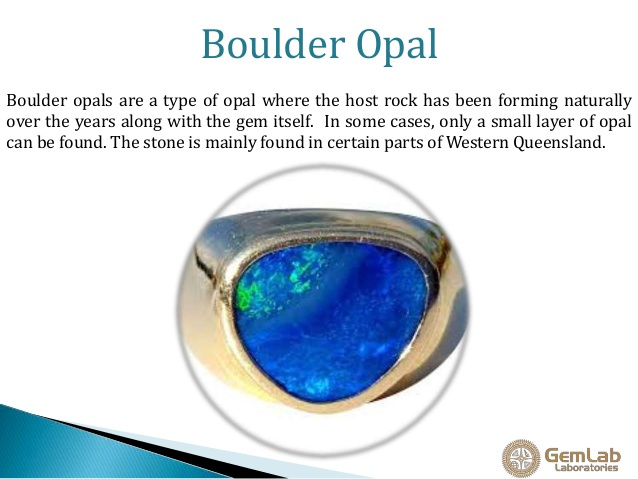 Boulder Opal
Boulder opals are a type of opal where the host rock has been forming naturally
over the years along with the gem itself. In some cases, only a small layer of opal
can be found. The stone is mainly found in certain parts of Western Queensland.
GemLab
Laboratories